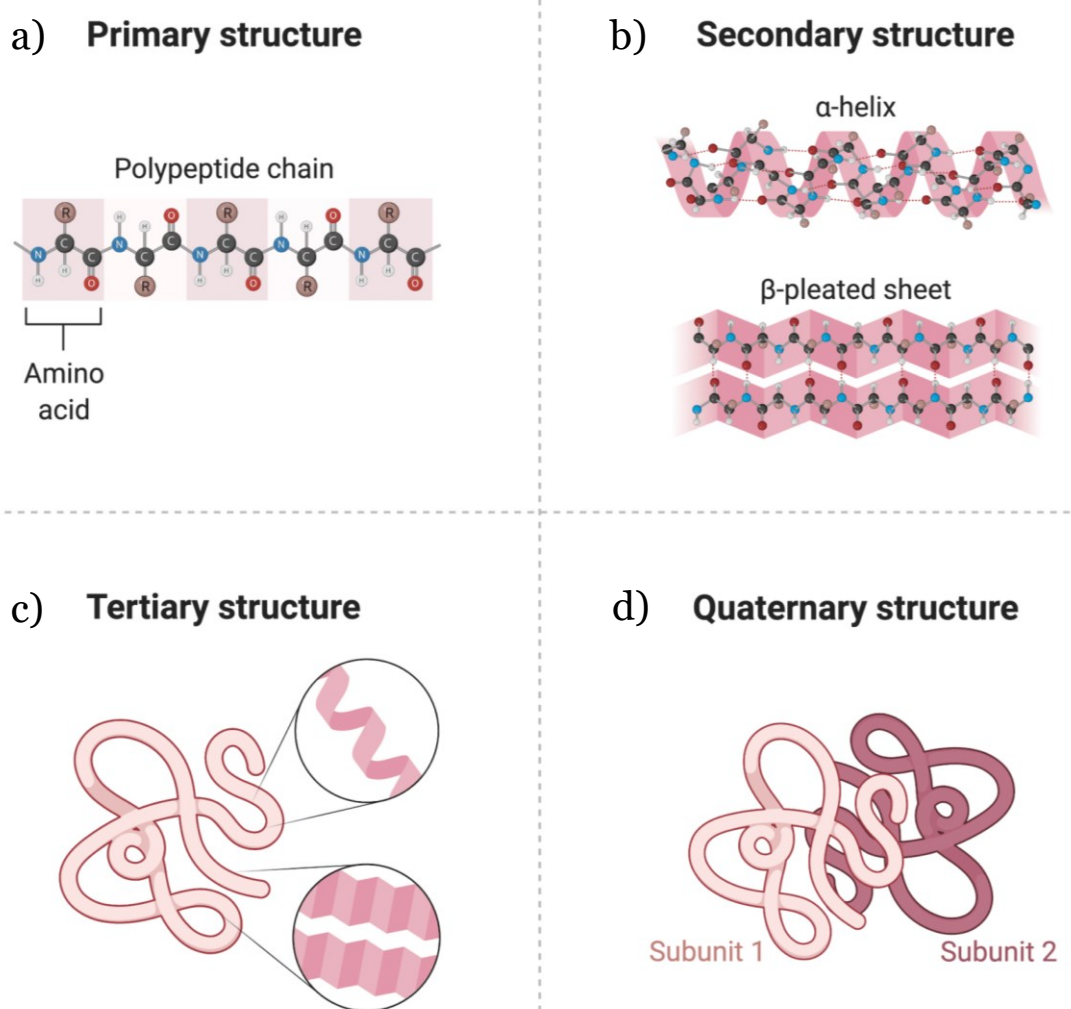 a) Primary structure
Polypeptide chain
R H O R H O R
N C C N C C N C C N C C N C C
H H O R H H O R H H O
Amino
acid
b) Secondary structure
α-helix
β-pleated sheet
c) Tertiary structure
d) Quaternary structure
Subunit 1
Subunit 2